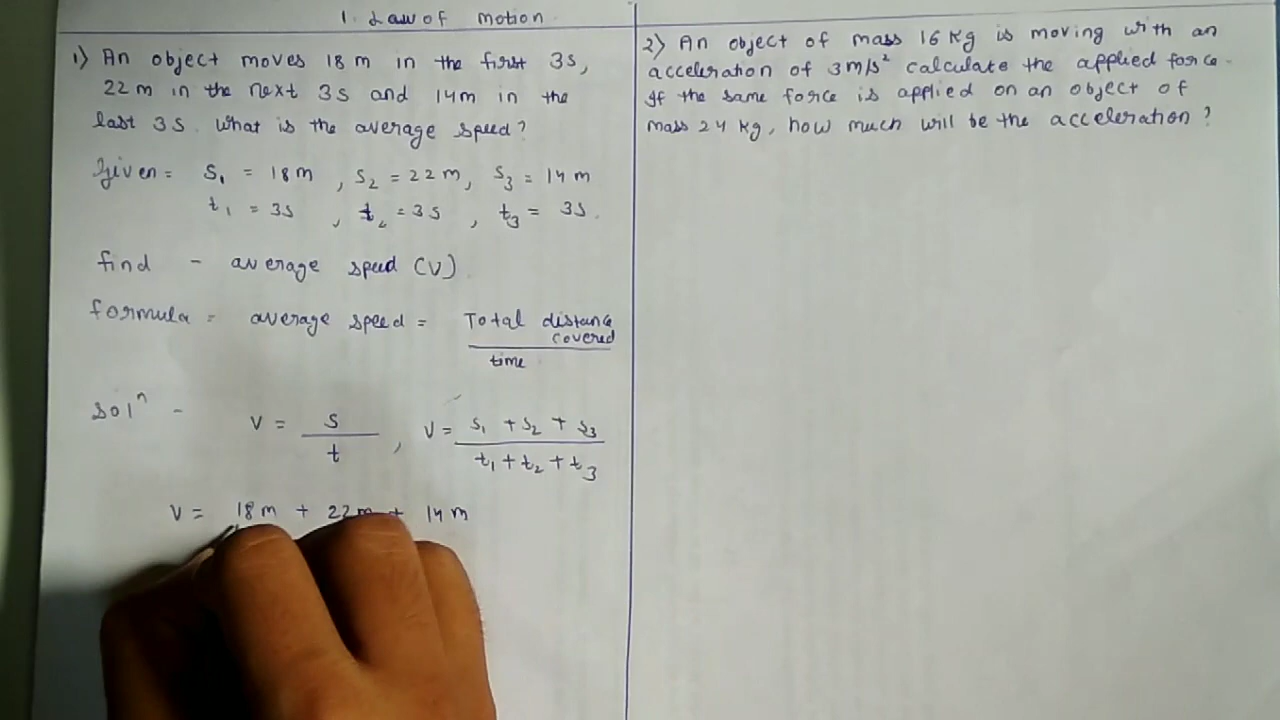 1. Law of motion
1) An object moves 18 m in the first 3s,
22 m in the next 3s and 14m in the
last 3s. What is the average speed?
Given = s₁ = 18m , s₂ = 22m, s₃ = 14 m
t₁ = 3s , t₂ = 3s , t₃ = 3s.
find - average speed (v)
formula = average speed = Total distance covered / time
solⁿ - v = s / t , v = s₁ + s₂ + s₃ / t₁ + t₂ + t₃
v = 18m + 22m + 14m
2) An object of mass 16 kg is moving with an
acceleration of 3 m/s² calculate the applied force.
If the same force is applied on an object of
mass 24 kg, how much will be the acceleration ?